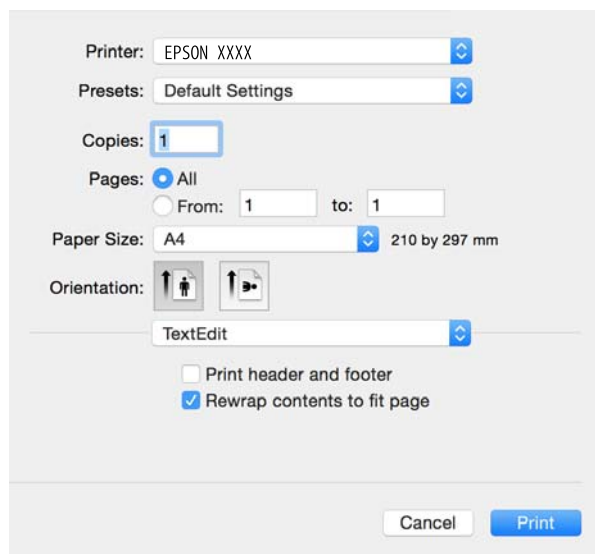 Printer: EPSON XXXX
Presets: Default Settings
Copies: 1
Pages: All
From: 1 to: 1
Paper Size: A4 210 by 297 mm
Orientation:
TextEdit
Print header and footer
Rewrap contents to fit page
Cancel Print